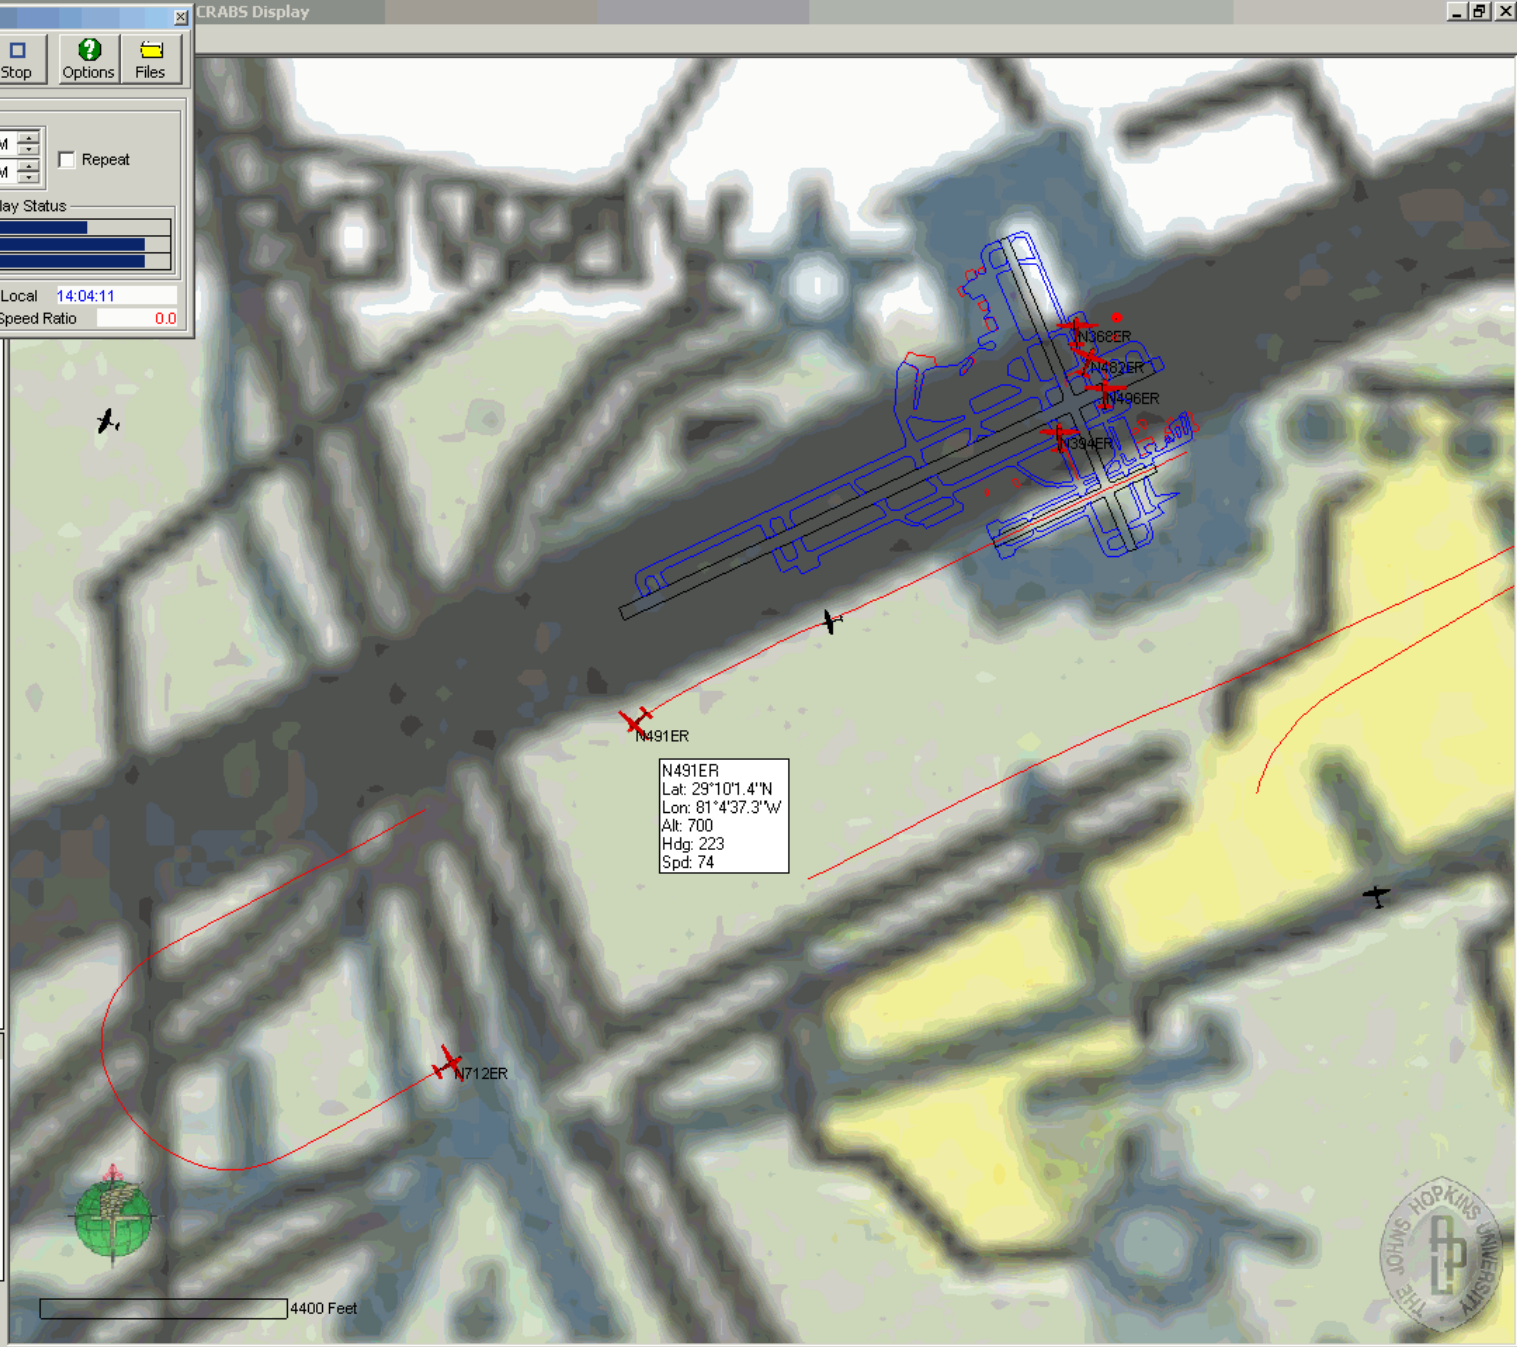 CRABS Display
Stop
Options
Files
M
M
Repeat
lay Status
Local 14:04:11
Speed Ratio 0.0
N368ER
N482ER
N496ER
N394ER
N491ER
N491ER
Lat: 29°10'1.4"N
Lon: 81°4'37.3"W
Alt: 700
Hdg: 223
Spd: 74
N712ER
4400 Feet
THE JOHNS HOPKINS UNIVERSITY
APL